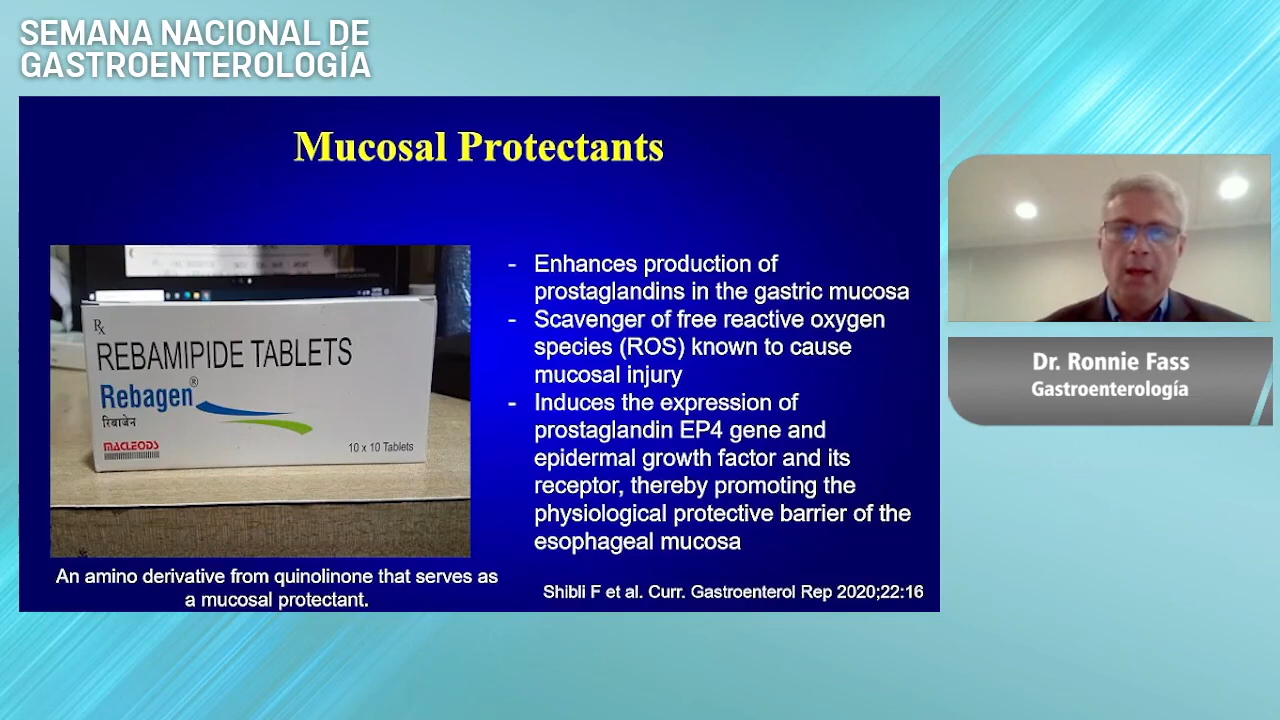 SEMANA NACIONAL DE
GASTROENTEROLOGÍA
Mucosal Protectants
Rx
REBAMIPIDE TABLETS
Rebagen®
रिबाजेन
MACLEODS
10 x 10 Tablets
An amino derivative from quinolinone that serves as
a mucosal protectant.
- Enhances production of
prostaglandins in the gastric mucosa
- Scavenger of free reactive oxygen
species (ROS) known to cause
mucosal injury
- Induces the expression of
prostaglandin EP4 gene and
epidermal growth factor and its
receptor, thereby promoting the
physiological protective barrier of the
esophageal mucosa
Shibli F et al. Curr. Gastroenterol Rep 2020;22:16
Dr. Ronnie Fass
Gastroenterología